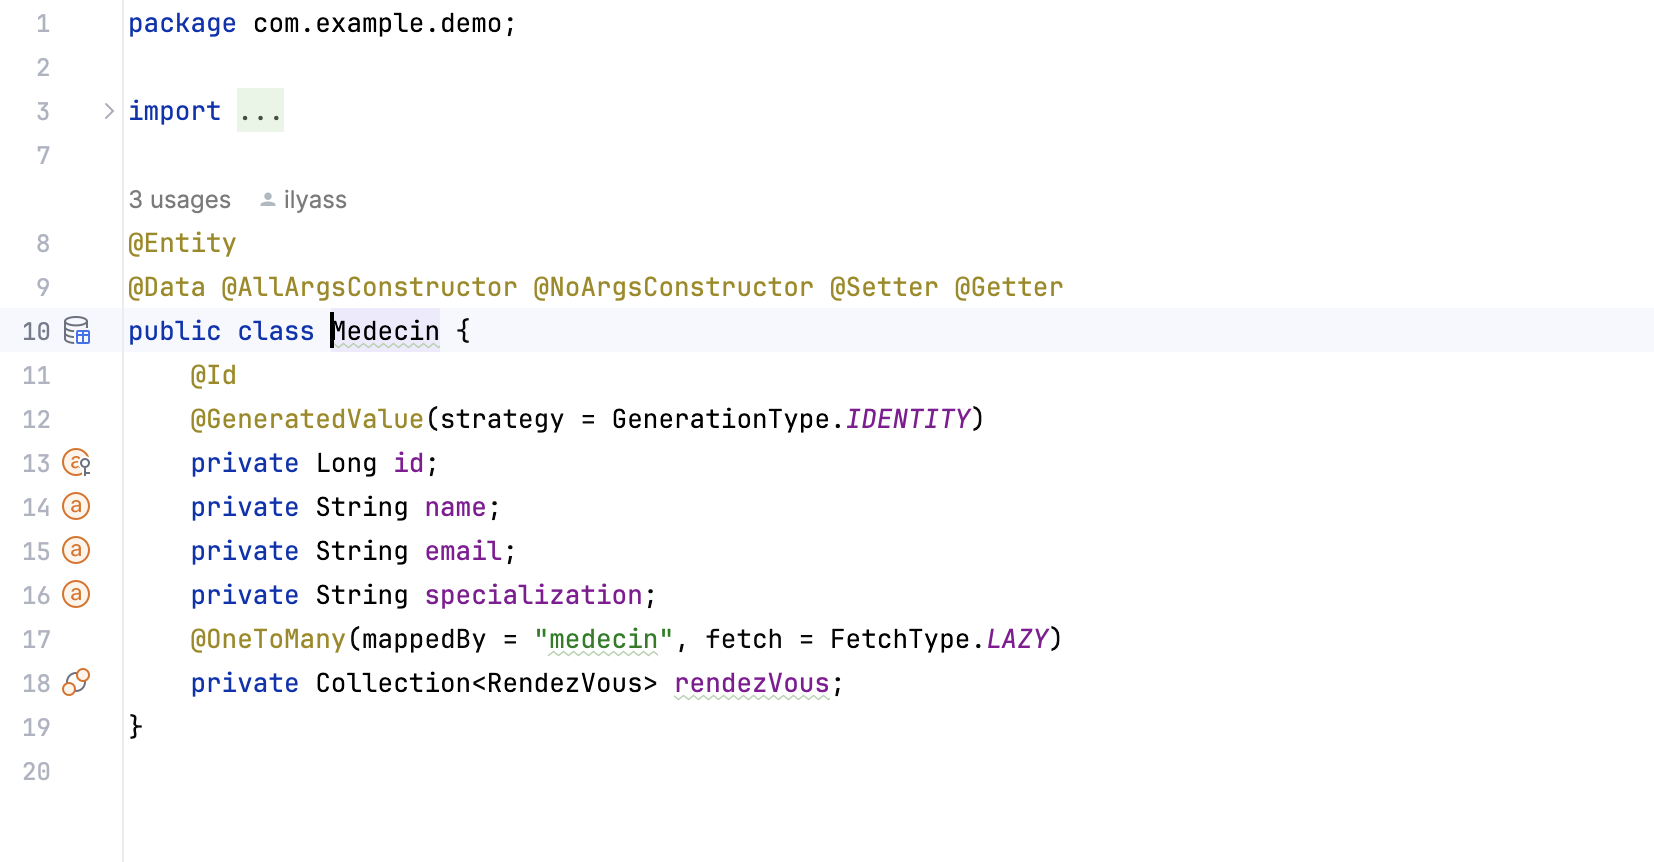 1 package com.example.demo;
2
3 import ...
7
3 usages ilyass
8 @Entity
9 @Data @AllArgsConstructor @NoArgsConstructor @Setter @Getter
10 public class Medecin {
11 @Id
12 @GeneratedValue(strategy = GenerationType.IDENTITY)
13 private Long id;
14 private String name;
15 private String email;
16 private String specialization;
17 @OneToMany(mappedBy = "medecin", fetch = FetchType.LAZY)
18 private Collection<RendezVous> rendezVous;
19 }
20